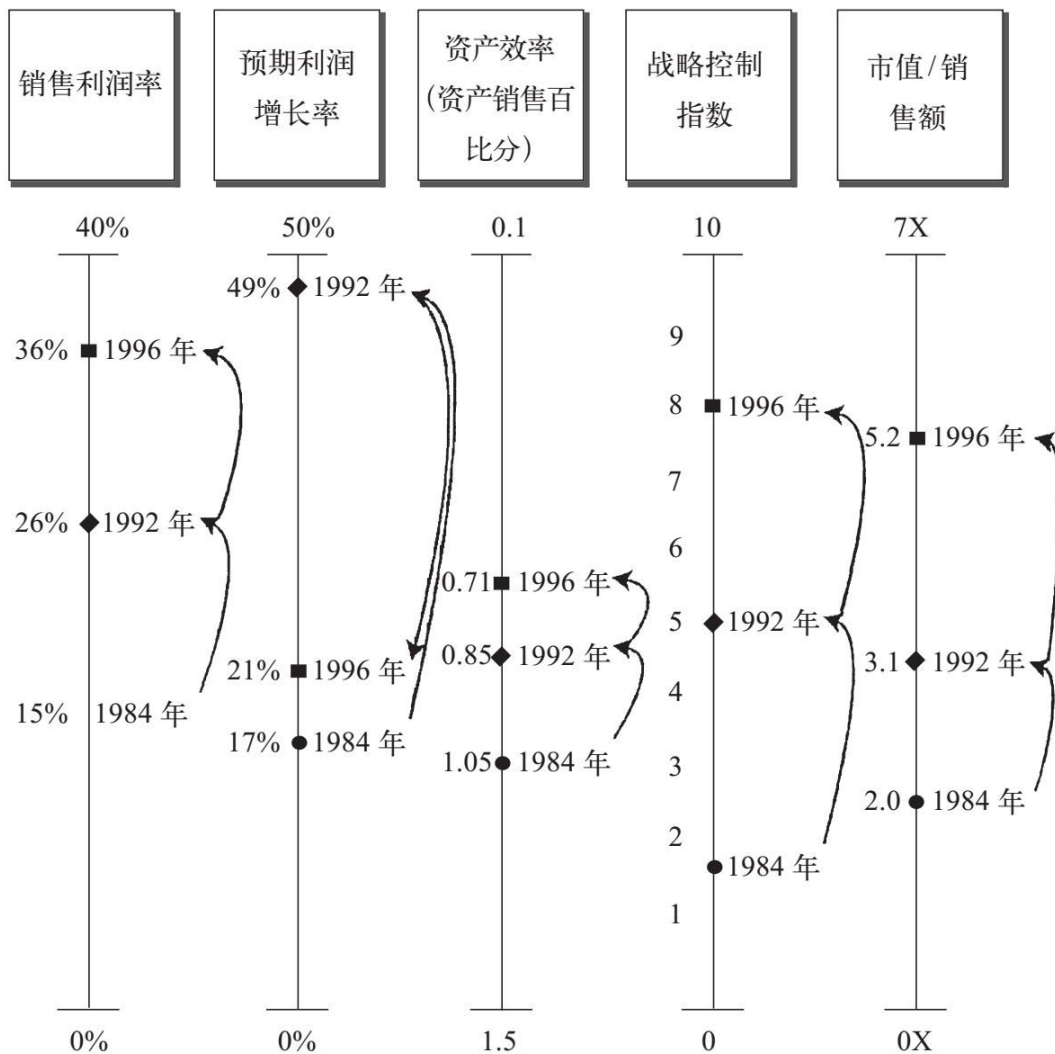 销售利润率
预期利润
增长率
资产效率
(资产销售百
比分)
战略控制
指数
市值/销
售额
40%
50%
0.1
10
7X
49% 1992 年
9
36% 1996 年
8 1996 年
5.2 1996 年
7
26% 1992 年
6
0.71 1996 年
5 1992 年
0.85 1992 年
3.1 1992 年
21% 1996 年
4
15% 1984 年
17% 1984 年
1.05 1984 年
3
2.0 1984 年
2
1984 年
1
0%
0%
1.5
0
0X